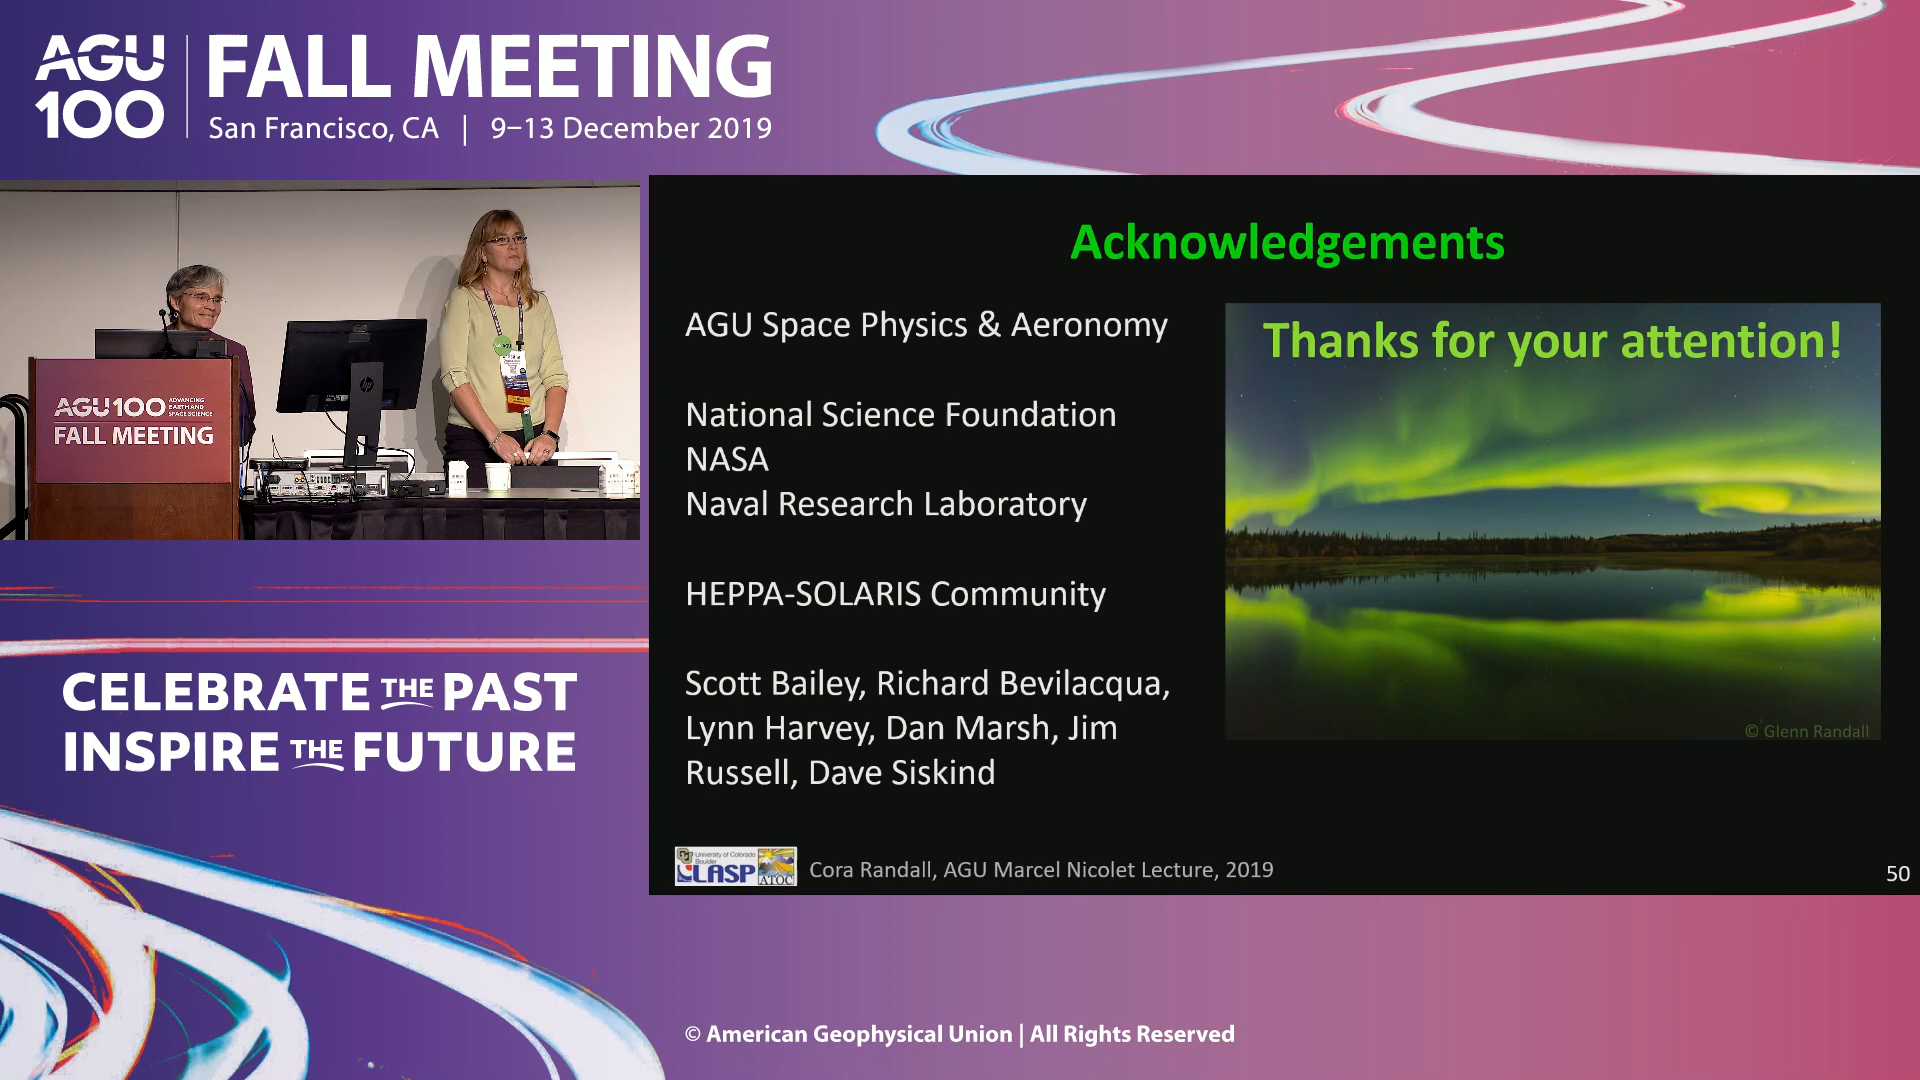 AGU
100
FALL MEETING
San Francisco, CA | 9–13 December 2019
AGU100 ADVANCING
EARTH AND
SPACE SCIENCE
FALL MEETING
hp
CELEBRATE THE PAST
INSPIRE THE FUTURE
Acknowledgements
AGU Space Physics & Aeronomy
National Science Foundation
NASA
Naval Research Laboratory
HEPPA-SOLARIS Community
Scott Bailey, Richard Bevilacqua,
Lynn Harvey, Dan Marsh, Jim
Russell, Dave Siskind
Thanks for your attention!
© Glenn Randall
University of Colorado
Boulder
LASP
ATOC
Cora Randall, AGU Marcel Nicolet Lecture, 2019
50
© American Geophysical Union | All Rights Reserved